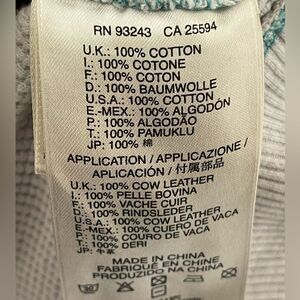 RN 93243 CA 25594
U.K.: 100% COTTON
I.: 100% COTONE
F.: 100% COTON
D.: 100% BAUMWOLLE
U.S.A.: 100% COTTON
E-MEX.: 100% ALGODÓN
P.: 100% ALGODÃO
T.: 100% PAMUKLU
JP: 100% 綿
APPLICATION / APPLICAZIONE /
APLICACIÓN / 付属部品
U.K.: 100% COW LEATHER
I.: 100% PELLE BOVINA
F.: 100% VACHE CUIR
D.: 100% RINDSLEDER
U.S.A.: 100% COW LEATHER
E-MEX.: 100% CUERO DE VACA
P.: 100% COURO DE VACA
T.: 100% DERI
JP: 牛革
MADE IN CHINA
FABRIQUÉ EN CHINE
PRODUZIDO NA CHINA